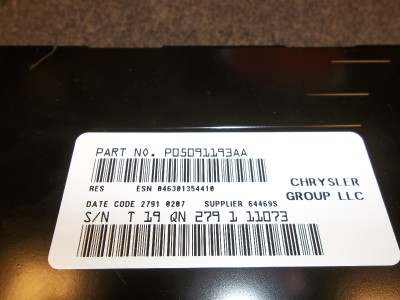 PART NO. P05091193AA
RES ESN 046301354410
CHRYSLER
GROUP LLC
DATE CODE 2791 0207 SUPPLIER 64469S
S/N T 19 QN 279 1 11073